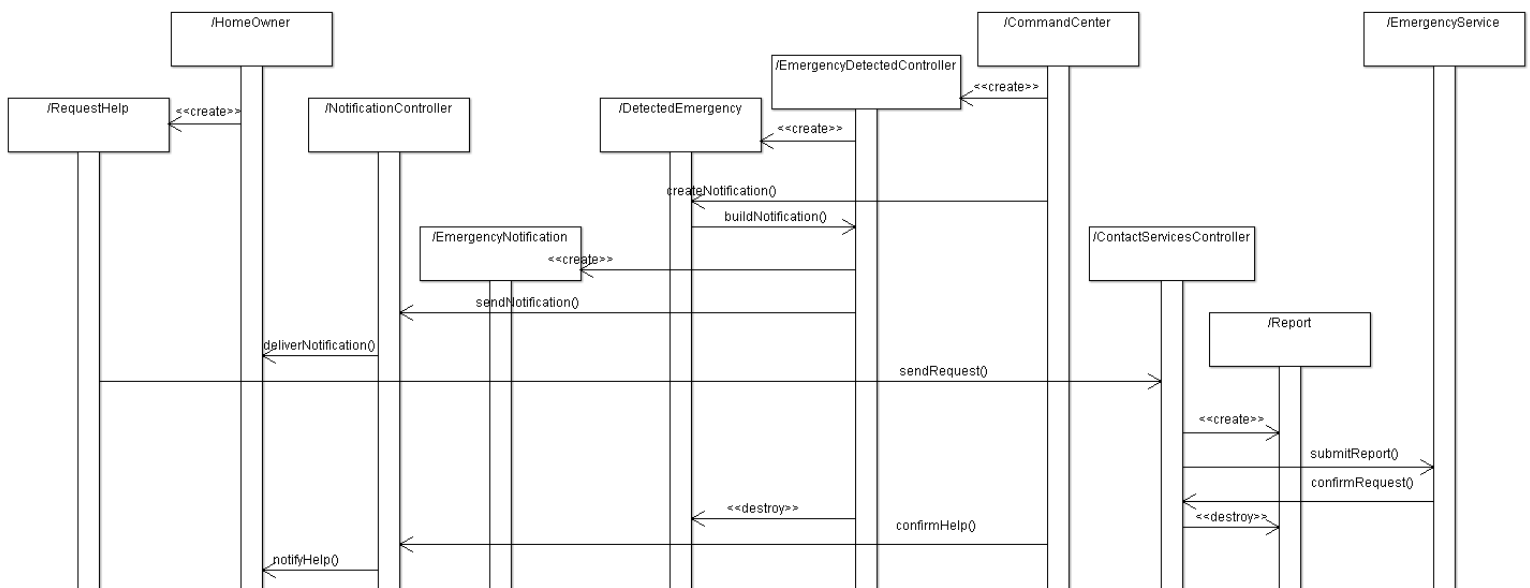 /HomeOwner
/CommandCenter
/EmergencyService
/EmergencyDetectedController
<<create>>
/RequestHelp
<<create>>
/NotificationController
/DetectedEmergency
<<create>>
createNotification()
buildNotification()
/EmergencyNotification
/ContactServicesController
<<create>>
sendNotification()
/Report
deliverNotification()
sendRequest()
<<create>>
submitReport()
confirmRequest()
<<destroy>>
<<destroy>>
confirmHelp()
notifyHelp()